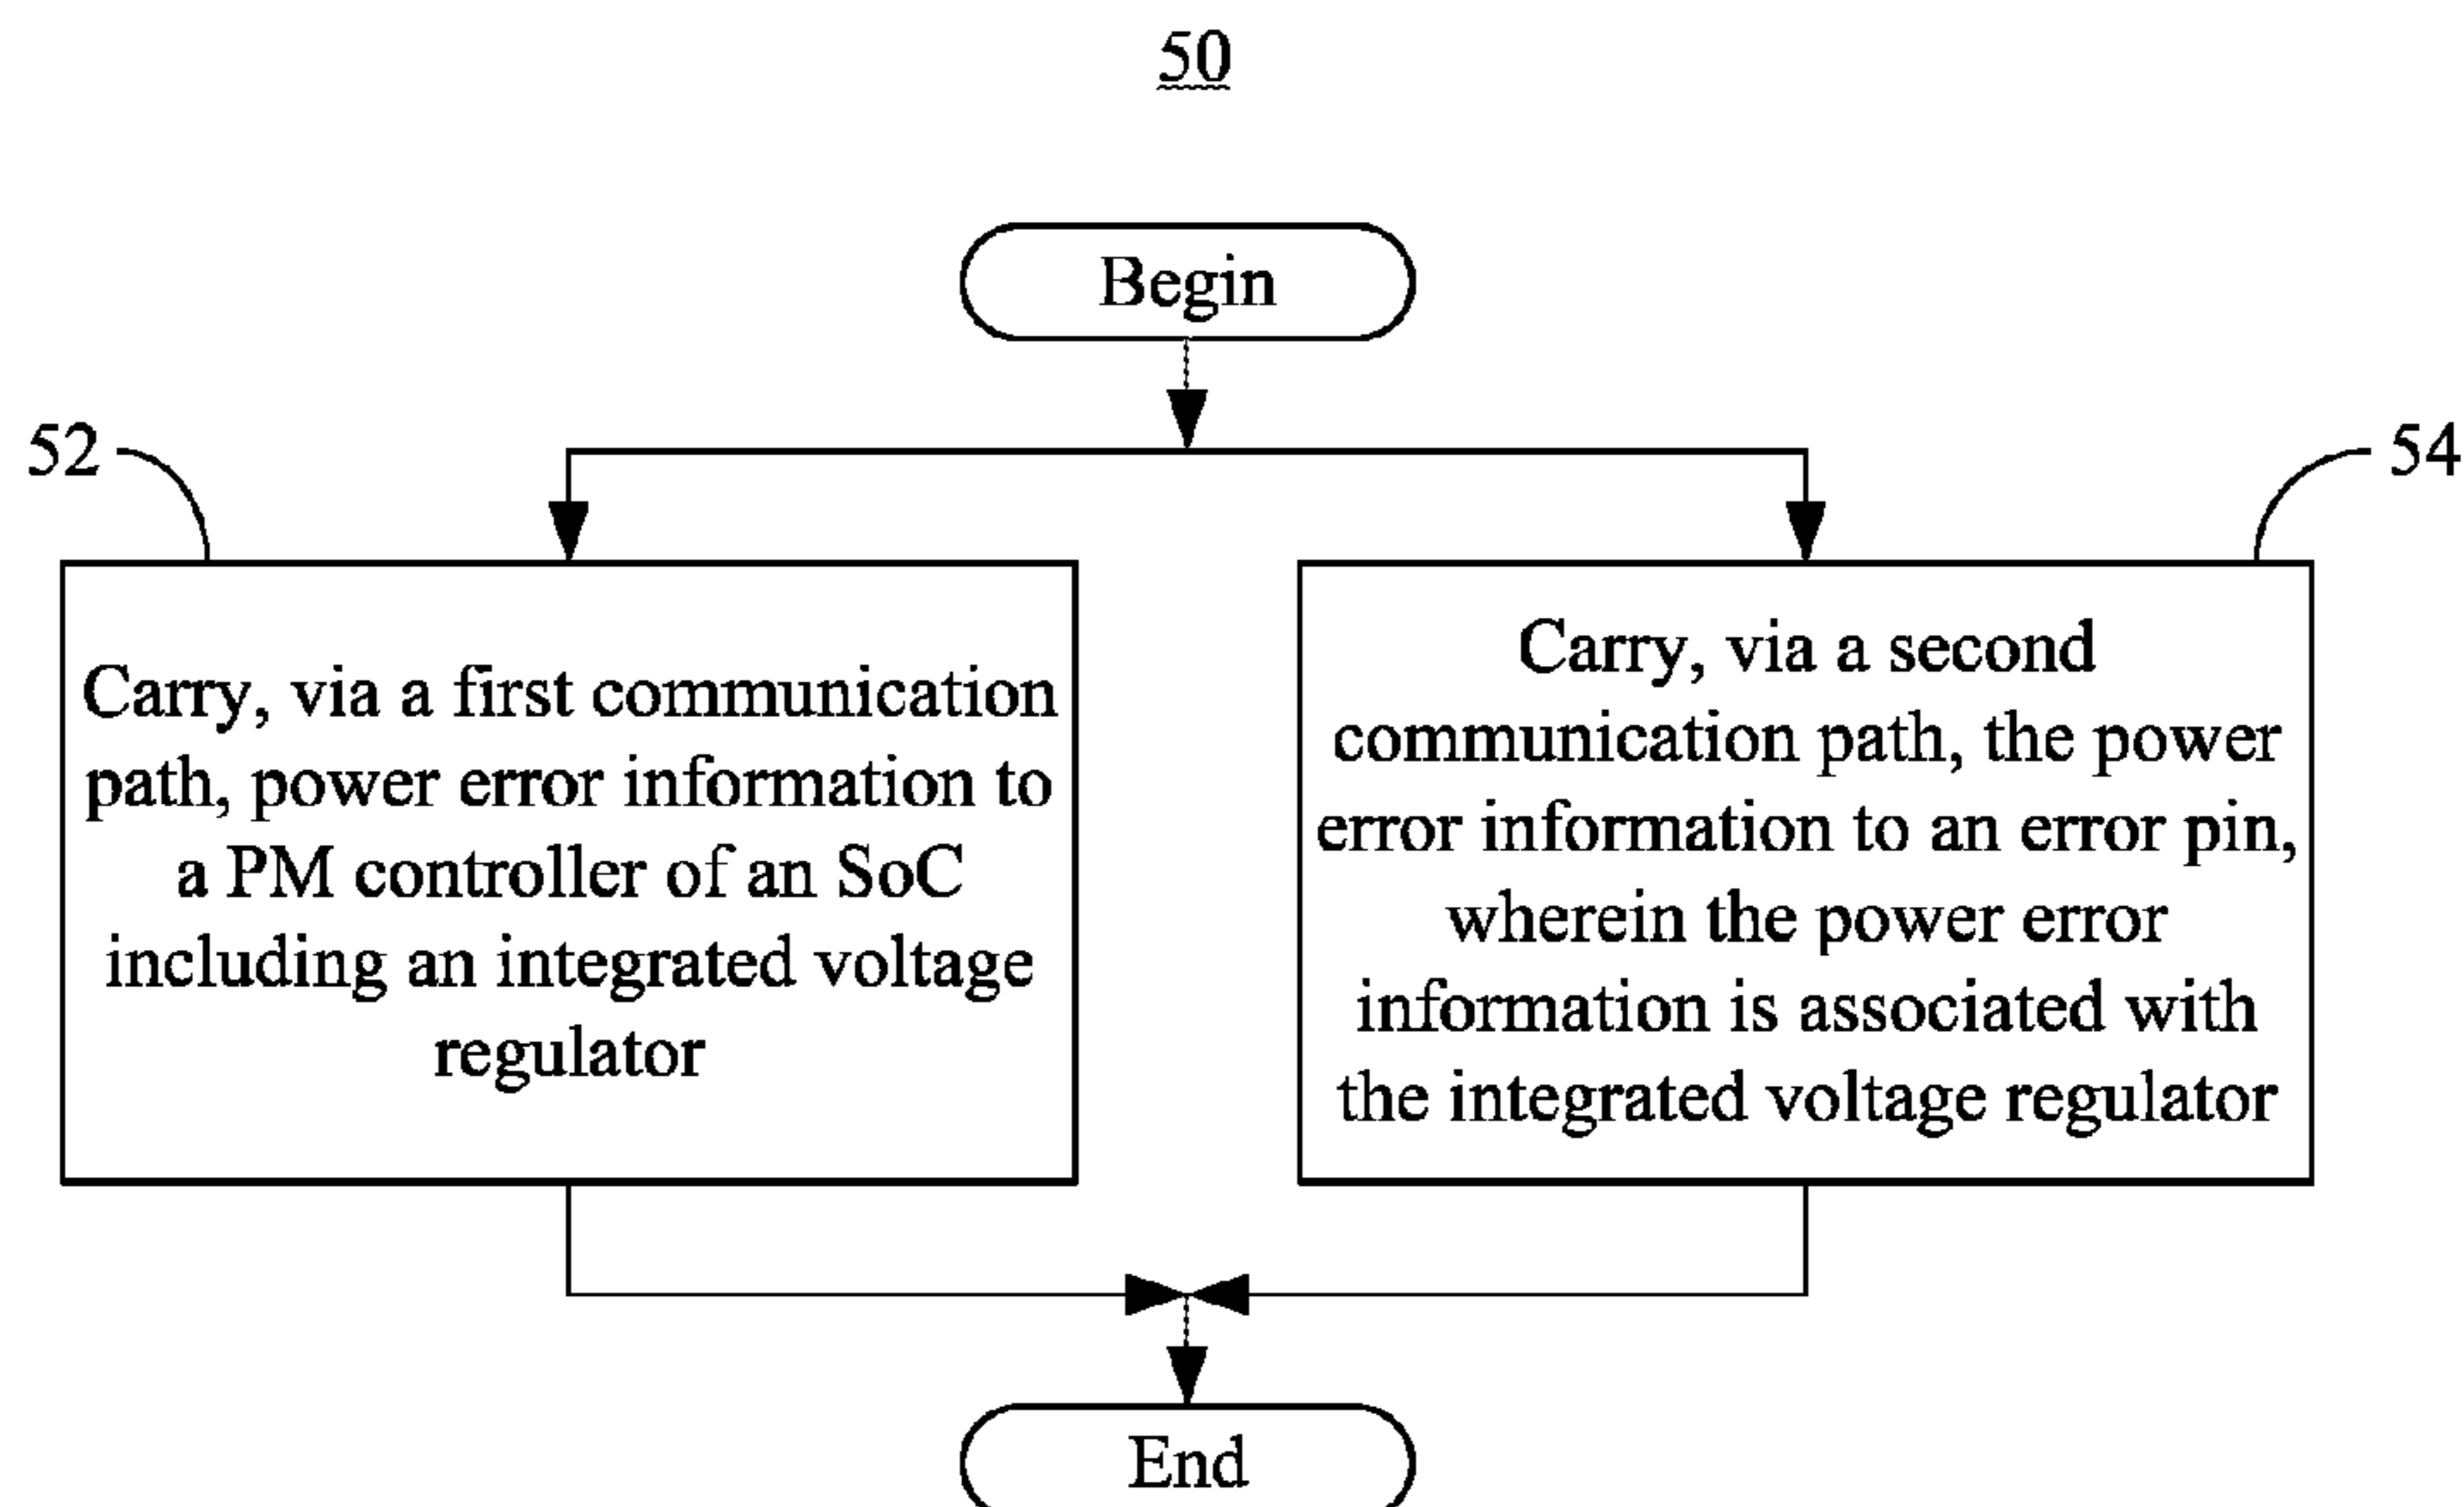 50
Begin
52
54
Carry, via a first communication
path, power error information to
a PM controller of an SoC
including an integrated voltage
regulator
Carry, via a second
communication path, the power
error information to an error pin,
wherein the power error
information is associated with
the integrated voltage regulator
End